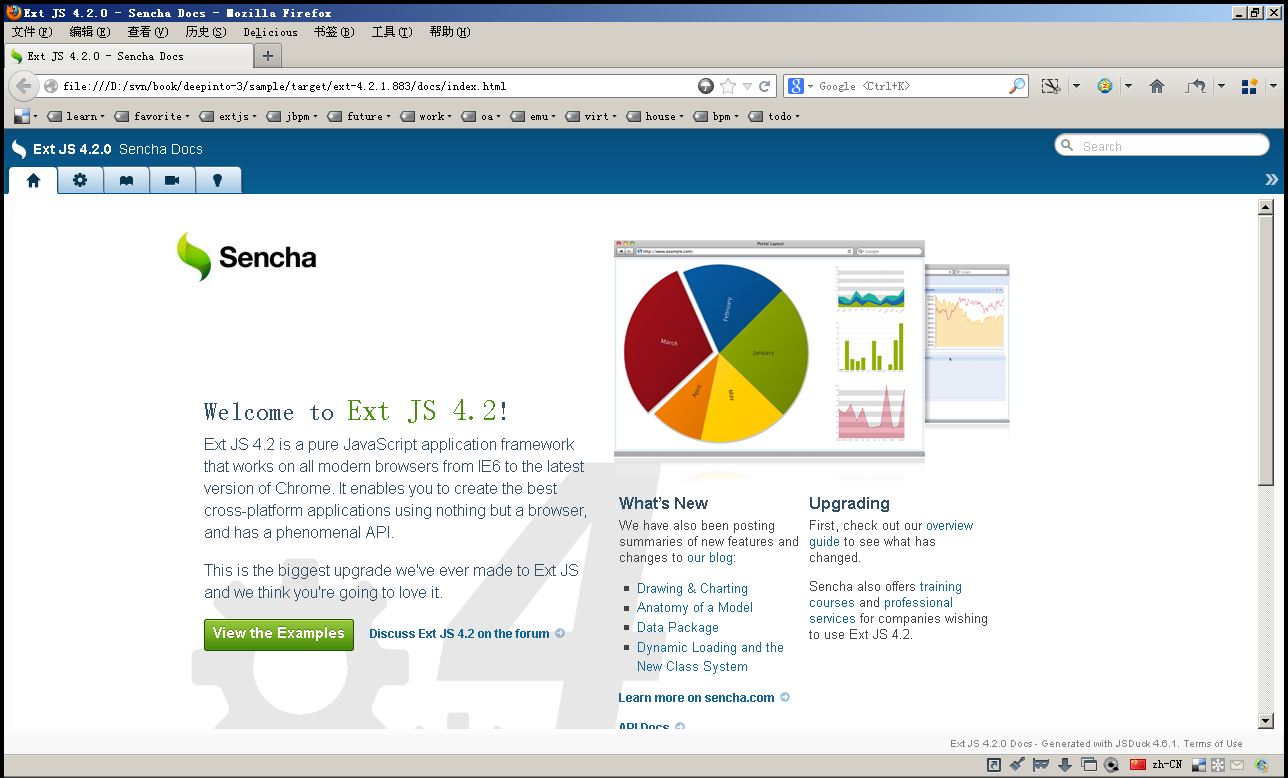 Ext JS 4.2.0 - Sencha Docs - Mozilla Firefox
文件(F) 编辑(E) 查看(V) 历史(S) Delicious 书签(B) 工具(T) 帮助(H)
Ext JS 4.2.0 - Sencha Docs
file:///D:/svn/book/deepinto-3/sample/target/ext-4.2.1.883/docs/index.html
Google <Ctrl+K>
learn favorite extjs jbpm future work oa emu virt house bpm todo
Ext JS 4.2.0 Sencha Docs
Search
Sencha
Portal Layout
http://www.example.com/
Google
February
March
January
April
May
Welcome to Ext JS 4.2!
Ext JS 4.2 is a pure JavaScript application framework
that works on all modern browsers from IE6 to the latest
version of Chrome. It enables you to create the best
cross-platform applications using nothing but a browser,
and has a phenomenal API.
This is the biggest upgrade we've ever made to Ext JS
and we think you're going to love it.
View the Examples
Discuss Ext JS 4.2 on the forum
4
What's New
We have also been posting
summaries of new features and
changes to our blog:
Drawing & Charting
Anatomy of a Model
Data Package
Dynamic Loading and the
New Class System
Learn more on sencha.com
API Docs
Upgrading
First, check out our overview
guide to see what has
changed.
Sencha also offers training
courses and professional
services for companies wishing
to use Ext JS 4.2.
Ext JS 4.2.0 Docs - Generated with JSDuck 4.6.1. Terms of Use
zh-CN